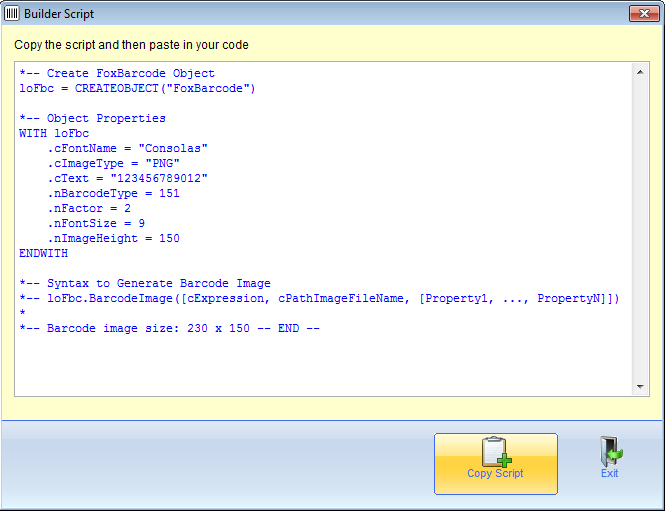 Builder Script
Copy the script and then paste in your code
*-- Create FoxBarcode Object
loFbc = CREATEOBJECT("FoxBarcode")
*-- Object Properties
WITH loFbc
    .cFontName = "Consolas"
    .cImageType = "PNG"
    .cText = "123456789012"
    .nBarcodeType = 151
    .nFactor = 2
    .nFontSize = 9
    .nImageHeight = 150
ENDWITH
*-- Syntax to Generate Barcode Image
*-- loFbc.BarcodeImage([cExpression, cPathImageFileName, [Property1, ..., PropertyN]])
*
*-- Barcode image size: 230 x 150 -- END --
Copy Script
Exit